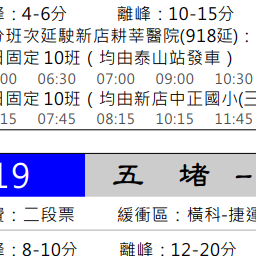 峰：4-6分 離峰：10-15分
分班次延駛新店耕莘醫院(918延)：
日固定 10班（均由泰山站發車）
00 06:30 07:00 09:00 10:30
日固定 10班（均由新店中正國小(三
15 07:45 08:15 10:15 11:45
19 五 堵 -
費：二段票 緩衝區：橫科-捷運
峰：8-10分 離峰：12-20分